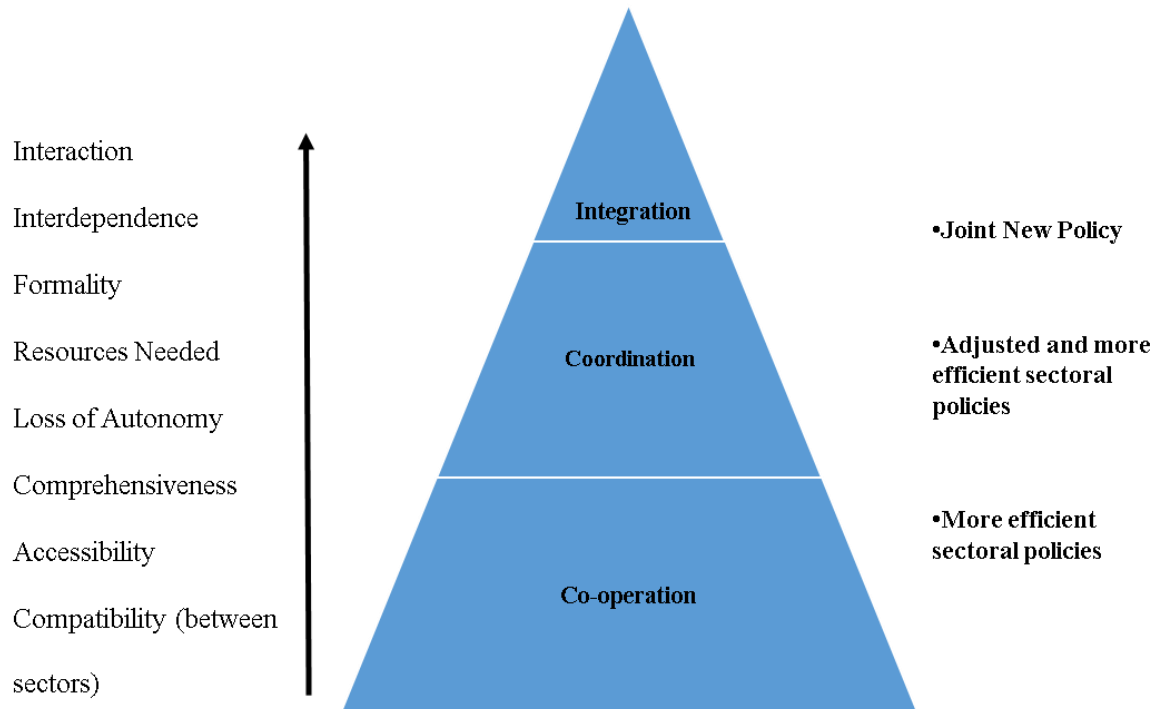 Interaction
Interdependence
Formality
Resources Needed
Loss of Autonomy
Comprehensiveness
Accessibility
Compatibility (between
sectors)
Integration
Coordination
Co-operation
•Joint New Policy
•Adjusted and more
efficient sectoral
policies
•More efficient
sectoral policies